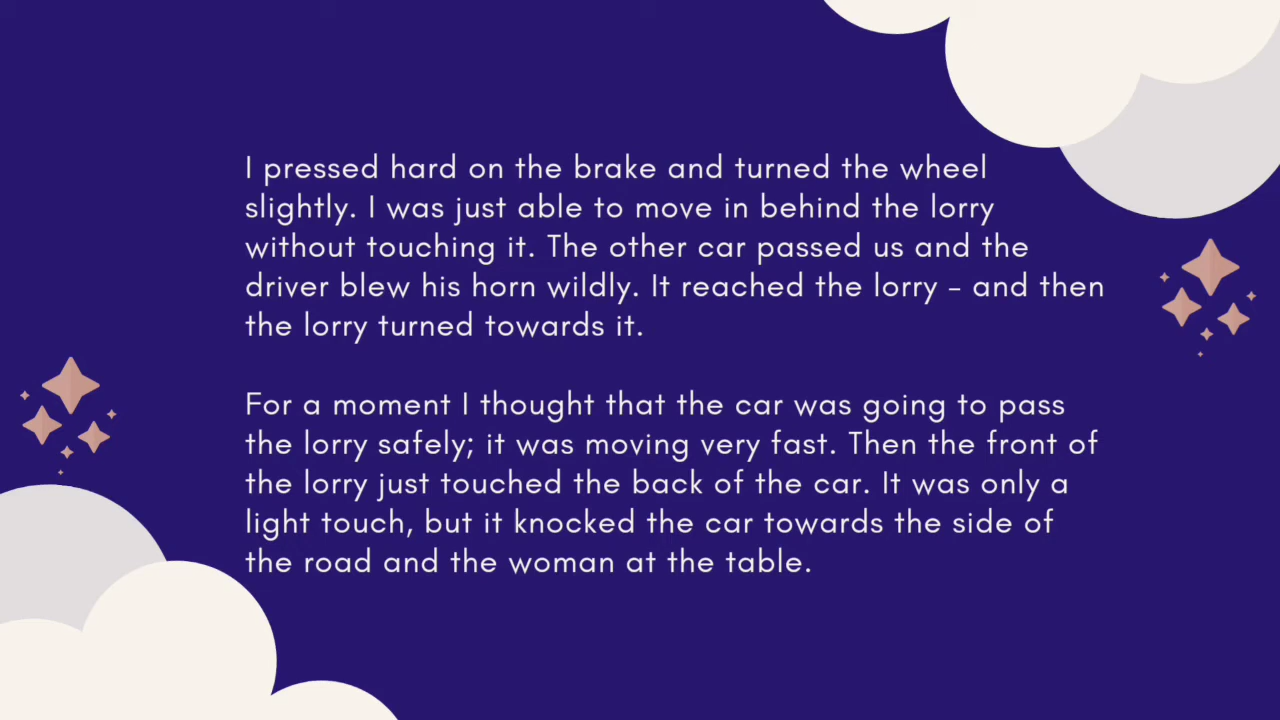 I pressed hard on the brake and turned the wheel
slightly. I was just able to move in behind the lorry
without touching it. The other car passed us and the
driver blew his horn wildly. It reached the lorry – and then
the lorry turned towards it.
For a moment I thought that the car was going to pass
the lorry safely; it was moving very fast. Then the front of
the lorry just touched the back of the car. It was only a
light touch, but it knocked the car towards the side of
the road and the woman at the table.